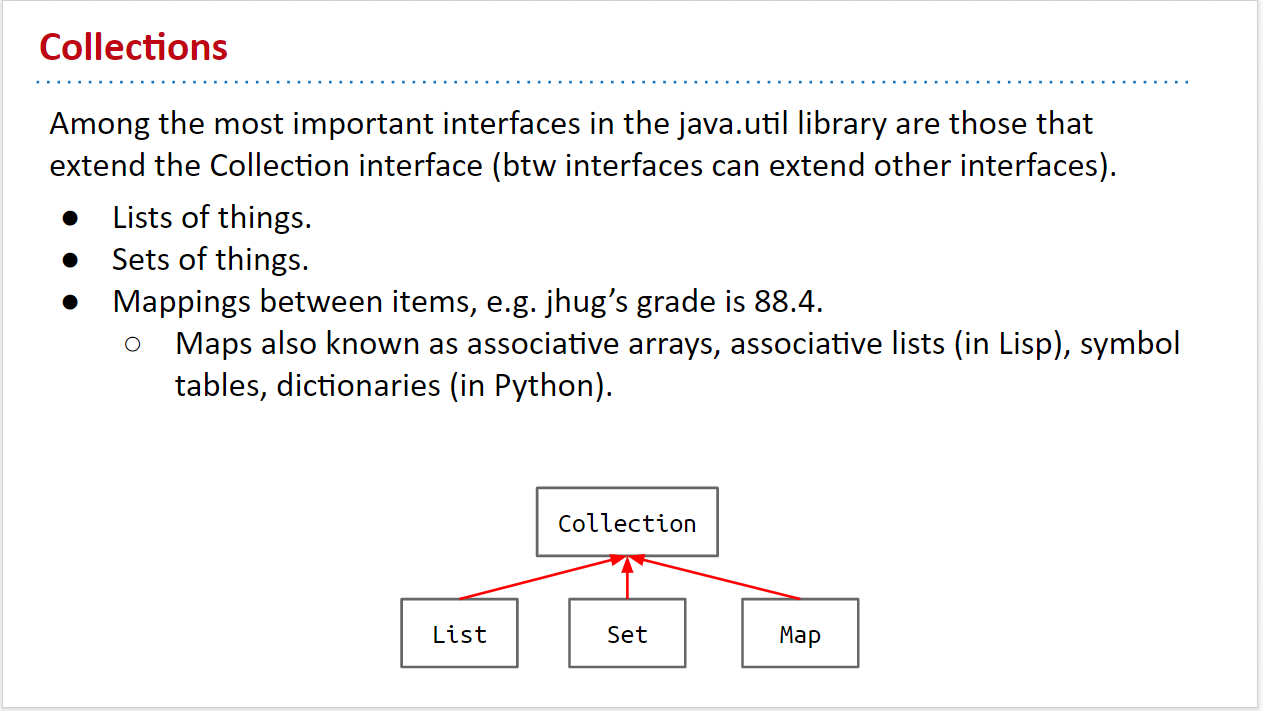 Collections
Among the most important interfaces in the java.util library are those that
extend the Collection interface (btw interfaces can extend other interfaces).
● Lists of things.
● Sets of things.
● Mappings between items, e.g. jhug’s grade is 88.4.
○ Maps also known as associative arrays, associative lists (in Lisp), symbol
tables, dictionaries (in Python).
Collection
List
Set
Map